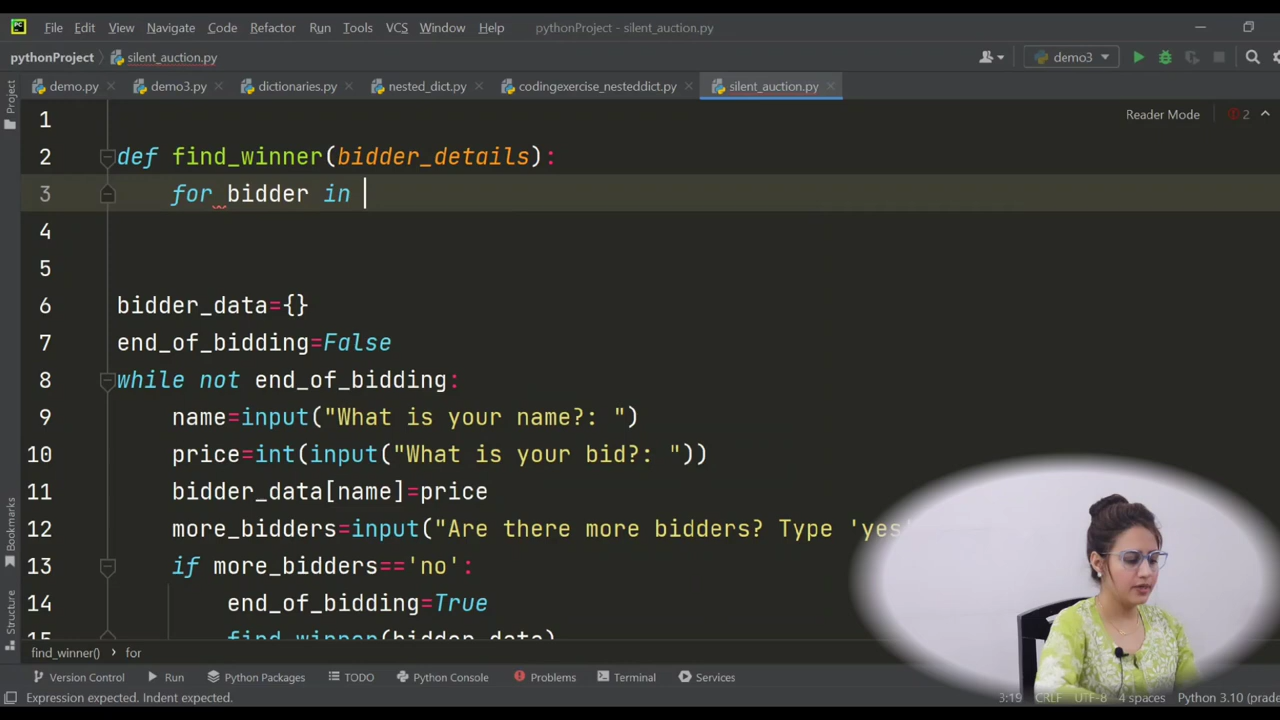 File Edit View Navigate Code Refactor Run Tools VCS Window Help pythonProject - silent_auction.py
pythonProject silent_auction.py demo3
demo.py demo3.py dictionaries.py nested_dict.py codingexercise_nesteddict.py silent_auction.py
Project
Reader Mode 2
1
2 def find_winner(bidder_details):
3 for bidder in
4
5
6 bidder_data={}
7 end_of_bidding=False
8 while not end_of_bidding:
9 name=input("What is your name?: ")
10 price=int(input("What is your bid?: "))
11 bidder_data[name]=price
12 more_bidders=input("Are there more bidders? Type 'yes'
13 if more_bidders=='no':
14 end_of_bidding=True
15 find_winner(bidder_data)
Bookmarks
Structure
find_winner() for
Version Control Run Python Packages TODO Python Console Problems Terminal Services
Expression expected. Indent expected. 3:19 CRLF UTF-8 4 spaces Python 3.10